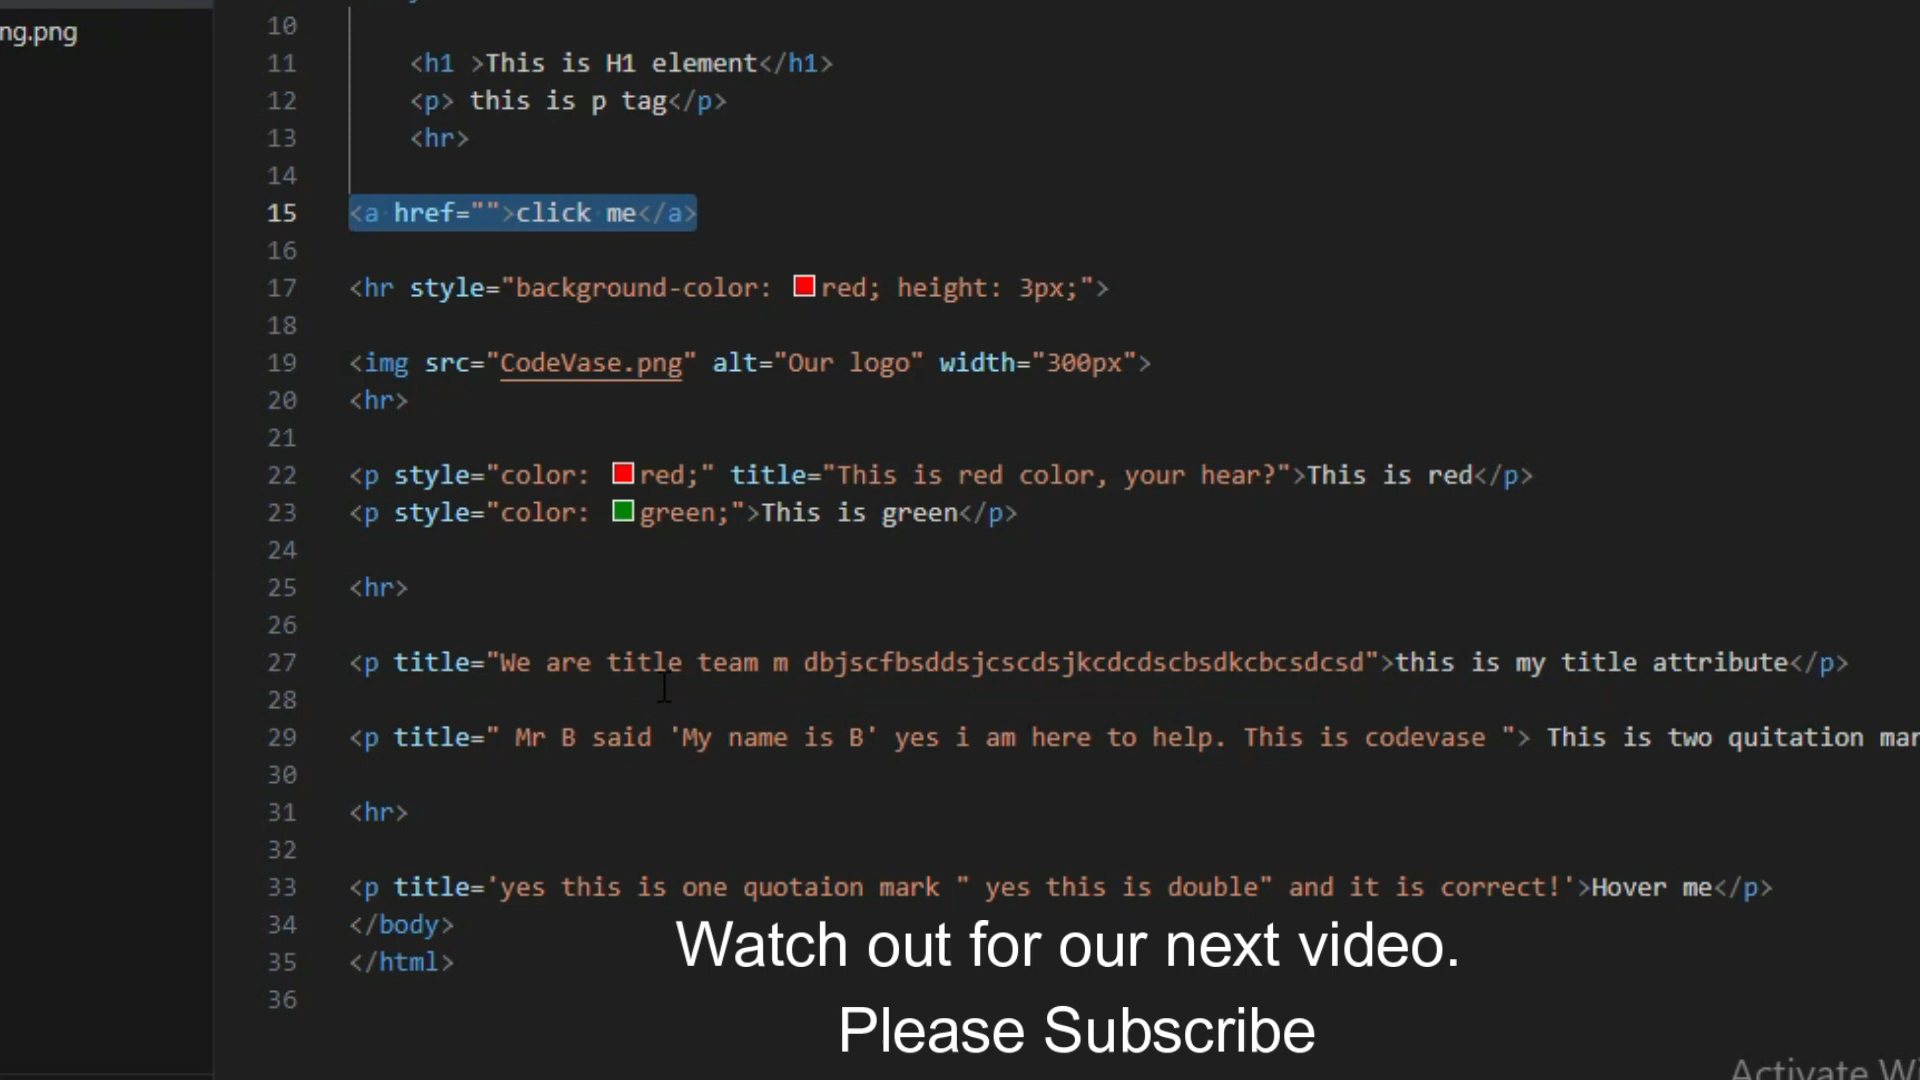 ng.png
10
11 <h1 >This is H1 element</h1>
12 <p> this is p tag</p>
13 <hr>
14
15 <a href="">click me</a>
16
17 <hr style="background-color: red; height: 3px;">
18
19 <img src="CodeVase.png" alt="Our logo" width="300px">
20 <hr>
21
22 <p style="color: red;" title="This is red color, your hear?">This is red</p>
23 <p style="color: green;">This is green</p>
24
25 <hr>
26
27 <p title="We are title team m dbjscfbsddsjcscdsjkcdcdscbsdkcbcsdcsd">this is my title attribute</p>
28
29 <p title=" Mr B said 'My name is B' yes i am here to help. This is codevase "> This is two quitation mar
30
31 <hr>
32
33 <p title='yes this is one quotaion mark " yes this is double" and it is correct!'>Hover me</p>
34 </body>
35 </html>
36
Watch out for our next video.
Please Subscribe
Activate Wi